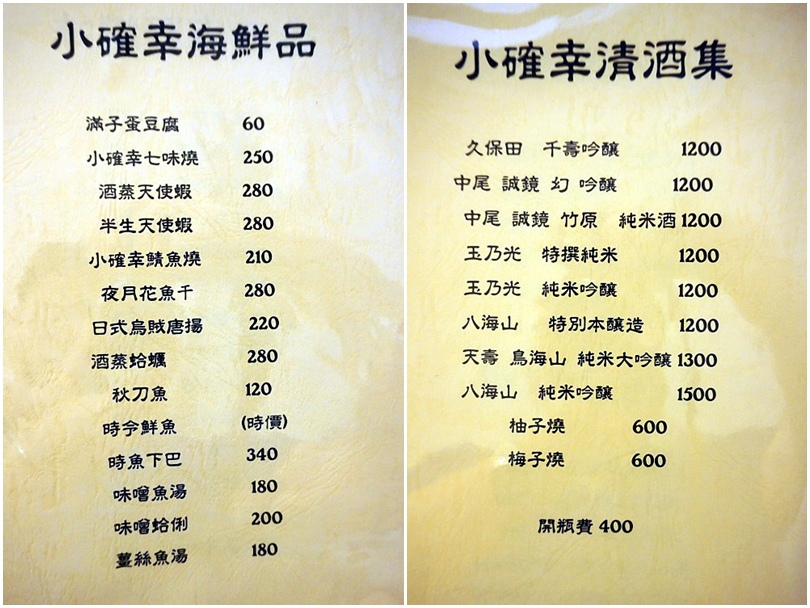 小確幸海鮮品
滿子蛋豆腐 60
小確幸七味燒 250
酒蒸天使蝦 280
半生天使蝦 280
小確幸鯖魚燒 210
夜月花魚干 280
日式烏賊唐揚 220
酒蒸蛤蠣 280
秋刀魚 120
時令鮮魚 (時價)
時魚下巴 340
味噌魚湯 180
味噌蛤俐 200
薑絲魚湯 180
小確幸清酒集
久保田 千壽吟釀 1200
中尾 誠鏡 幻 吟釀 1200
中尾 誠鏡 竹原 純米酒 1200
玉乃光 特撰純米 1200
玉乃光 純米吟釀 1200
八海山 特別本釀造 1200
天壽 鳥海山 純米大吟釀 1300
八海山 純米吟釀 1500
柚子燒 600
梅子燒 600
開瓶費 400